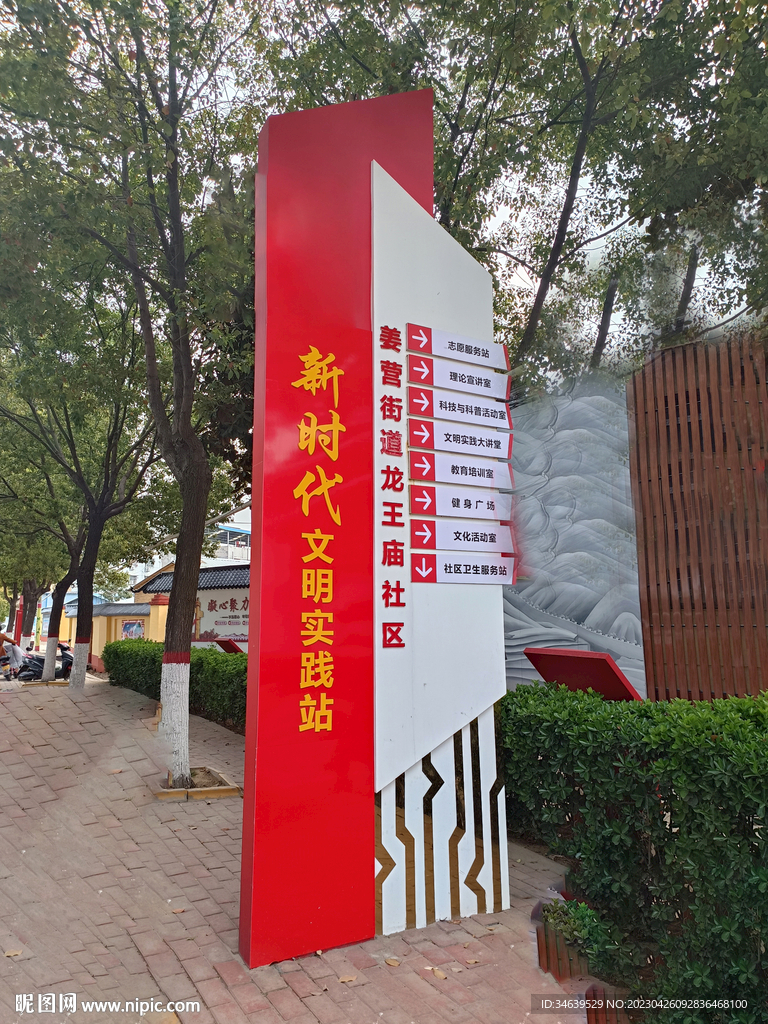 新时代文明实践站
姜营街道龙王庙社区
志愿服务站
理论宣讲室
科技与科普活动室
文明实践大讲堂
教育培训室
健身广场
文化活动室
社区卫生服务站
凝心聚力
昵图网 www.nipic.com
ID:34639529 NO:20230426092836468100